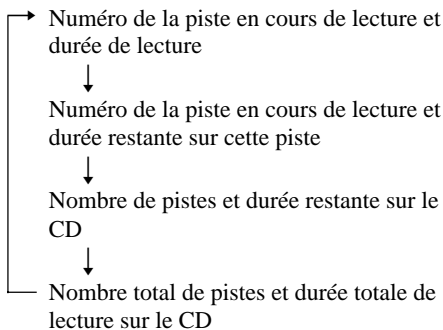 Numéro de la piste en cours de lecture et
durée de lecture
Numéro de la piste en cours de lecture et
durée restante sur cette piste
Nombre de pistes et durée restante sur le
CD
Nombre total de pistes et durée totale de
lecture sur le CD